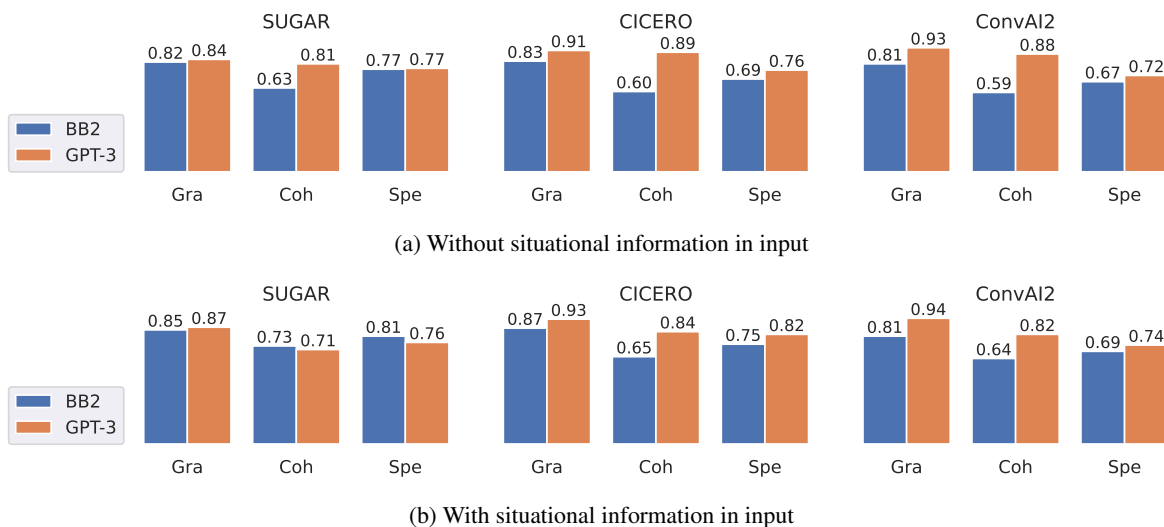 SUGAR CICERO ConvAI2
0.82 0.84 0.63 0.81 0.77 0.77 0.83 0.91 0.60 0.89 0.69 0.76 0.81 0.93 0.59 0.88 0.67 0.72
BB2
GPT-3
Gra Coh Spe Gra Coh Spe Gra Coh Spe
(a) Without situational information in input
SUGAR CICERO ConvAI2
0.85 0.87 0.73 0.71 0.81 0.76 0.87 0.93 0.65 0.84 0.75 0.82 0.81 0.94 0.64 0.82 0.69 0.74
BB2
GPT-3
Gra Coh Spe Gra Coh Spe Gra Coh Spe
(b) With situational information in input